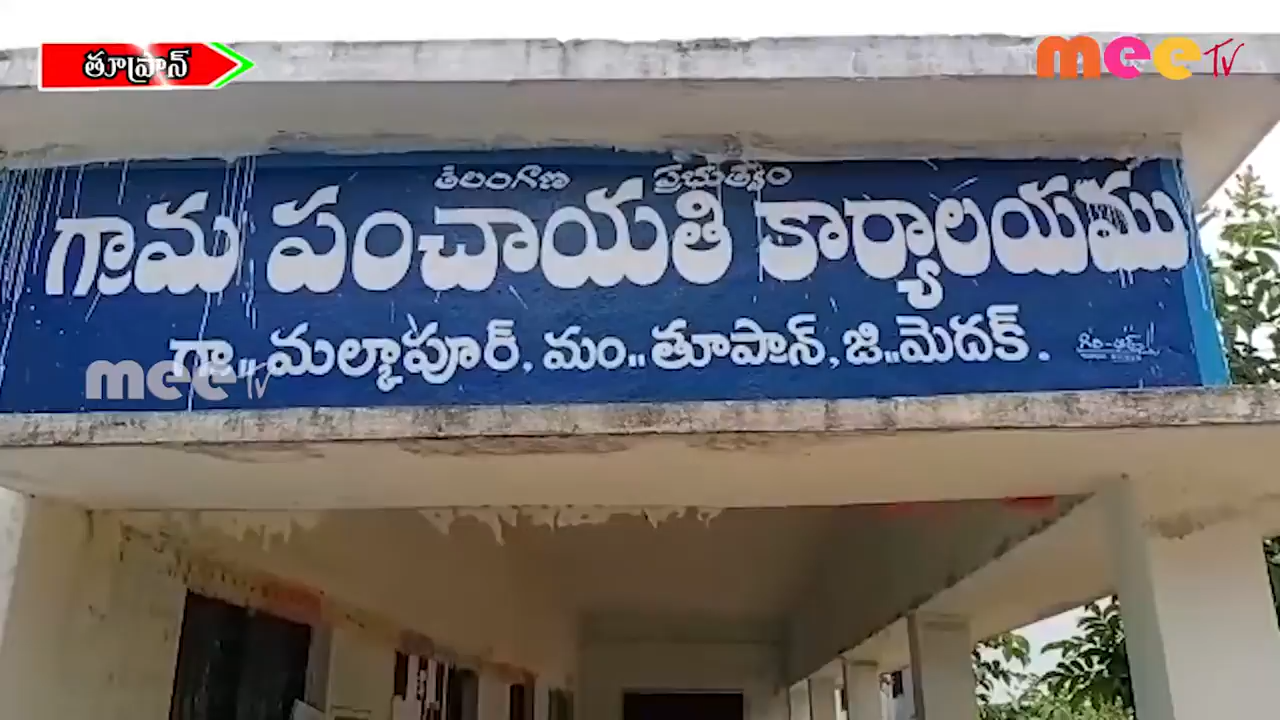 తూప్రాన్
mee TV
తెలంగాణ ప్రభుత్వం
గ్రామ పంచాయతి కార్యాలయము
గ్రా.. మల్కాపూర్, మం.. తూప్రాన్, జి.. మెదక్.
mee TV